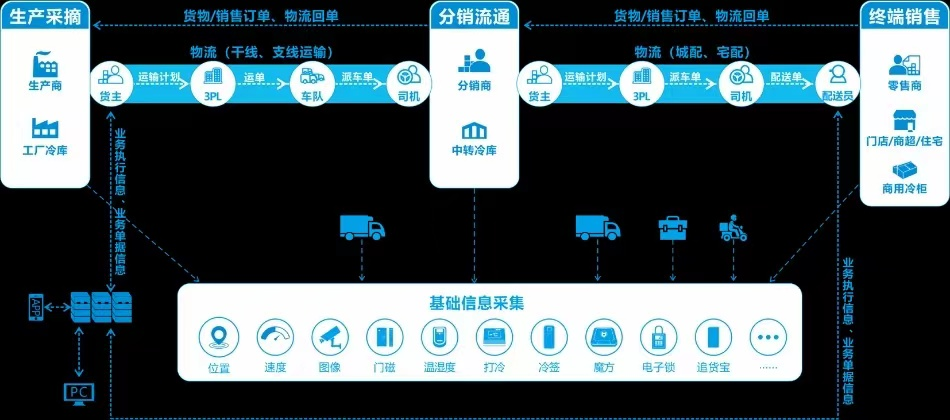 生产采摘
货物/销售订单、物流回单
分销流通
货物/销售订单、物流回单
终端销售
物流（干线、支线运输）
物流（城配、宅配）
生产商
货主
运输计划
3PL
运单
车队
派车单
司机
分销商
货主
运输计划
3PL
派车单
司机
配送单
配送员
零售商
工厂冷库
中转冷库
门店/商超/住宅
商用冷柜
业务执行信息、业务单据信息
业务执行信息、业务单据信息
APP
PC
基础信息采集
位置
速度
图像
门磁
温湿度
打冷
冷签
魔方
电子锁
追货宝
……